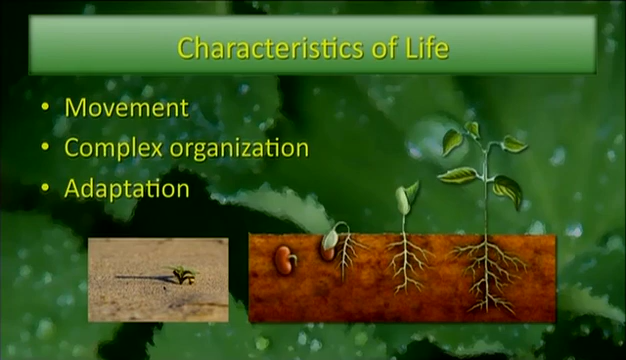 Characteristics of Life
• Movement
• Complex organization
• Adaptation